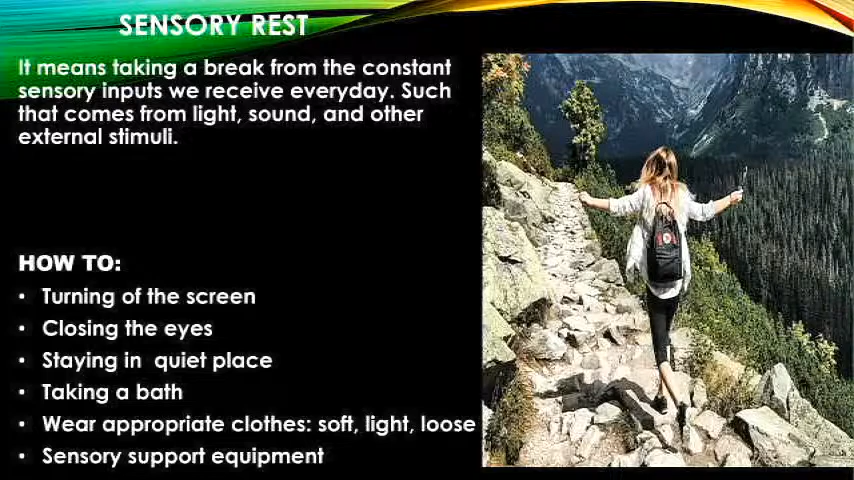 SENSORY REST
It means taking a break from the constant
sensory inputs we receive everyday. Such
that comes from light, sound, and other
external stimuli.
HOW TO:
• Turning of the screen
• Closing the eyes
• Staying in  quiet place
• Taking a bath
• Wear appropriate clothes: soft, light, loose
• Sensory support equipment